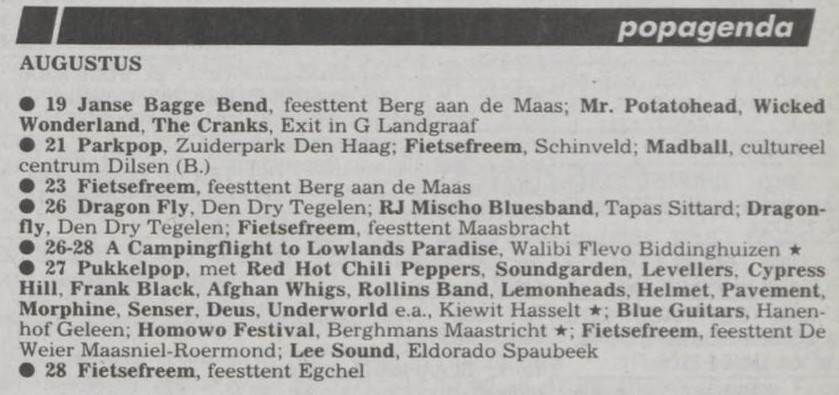 popagenda
AUGUSTUS
● 19 Janse Bagge Bend, feesttent Berg aan de Maas; Mr. Potatohead, Wicked
Wonderland, The Cranks, Exit in G Landgraaf
● 21 Parkpop, Zuiderpark Den Haag; Fietsefreem, Schinveld; Madball, cultureel
centrum Dilsen (B.)
● 23 Fietsefreem, feesttent Berg aan de Maas
● 26 Dragon Fly, Den Dry Tegelen; RJ Mischo Bluesband, Tapas Sittard; Dragon-
fly, Den Dry Tegelen; Fietsefreem, feesttent Maasbracht
● 26-28 A Campingflight to Lowlands Paradise, Walibi Flevo Biddinghuizen ★
● 27 Pukkelpop, met Red Hot Chili Peppers, Soundgarden, Levellers, Cypress
Hill, Frank Black, Afghan Whigs, Rollins Band, Lemonheads, Helmet, Pavement,
Morphine, Senser, Deus, Underworld e.a., Kiewit Hasselt ★; Blue Guitars, Hanen-
hof Geleen; Homowo Festival, Berghmans Maastricht ★; Fietsefreem, feesttent De
Weier Maasniel-Roermond; Lee Sound, Eldorado Spaubeek
● 28 Fietsefreem, feesttent Egchel